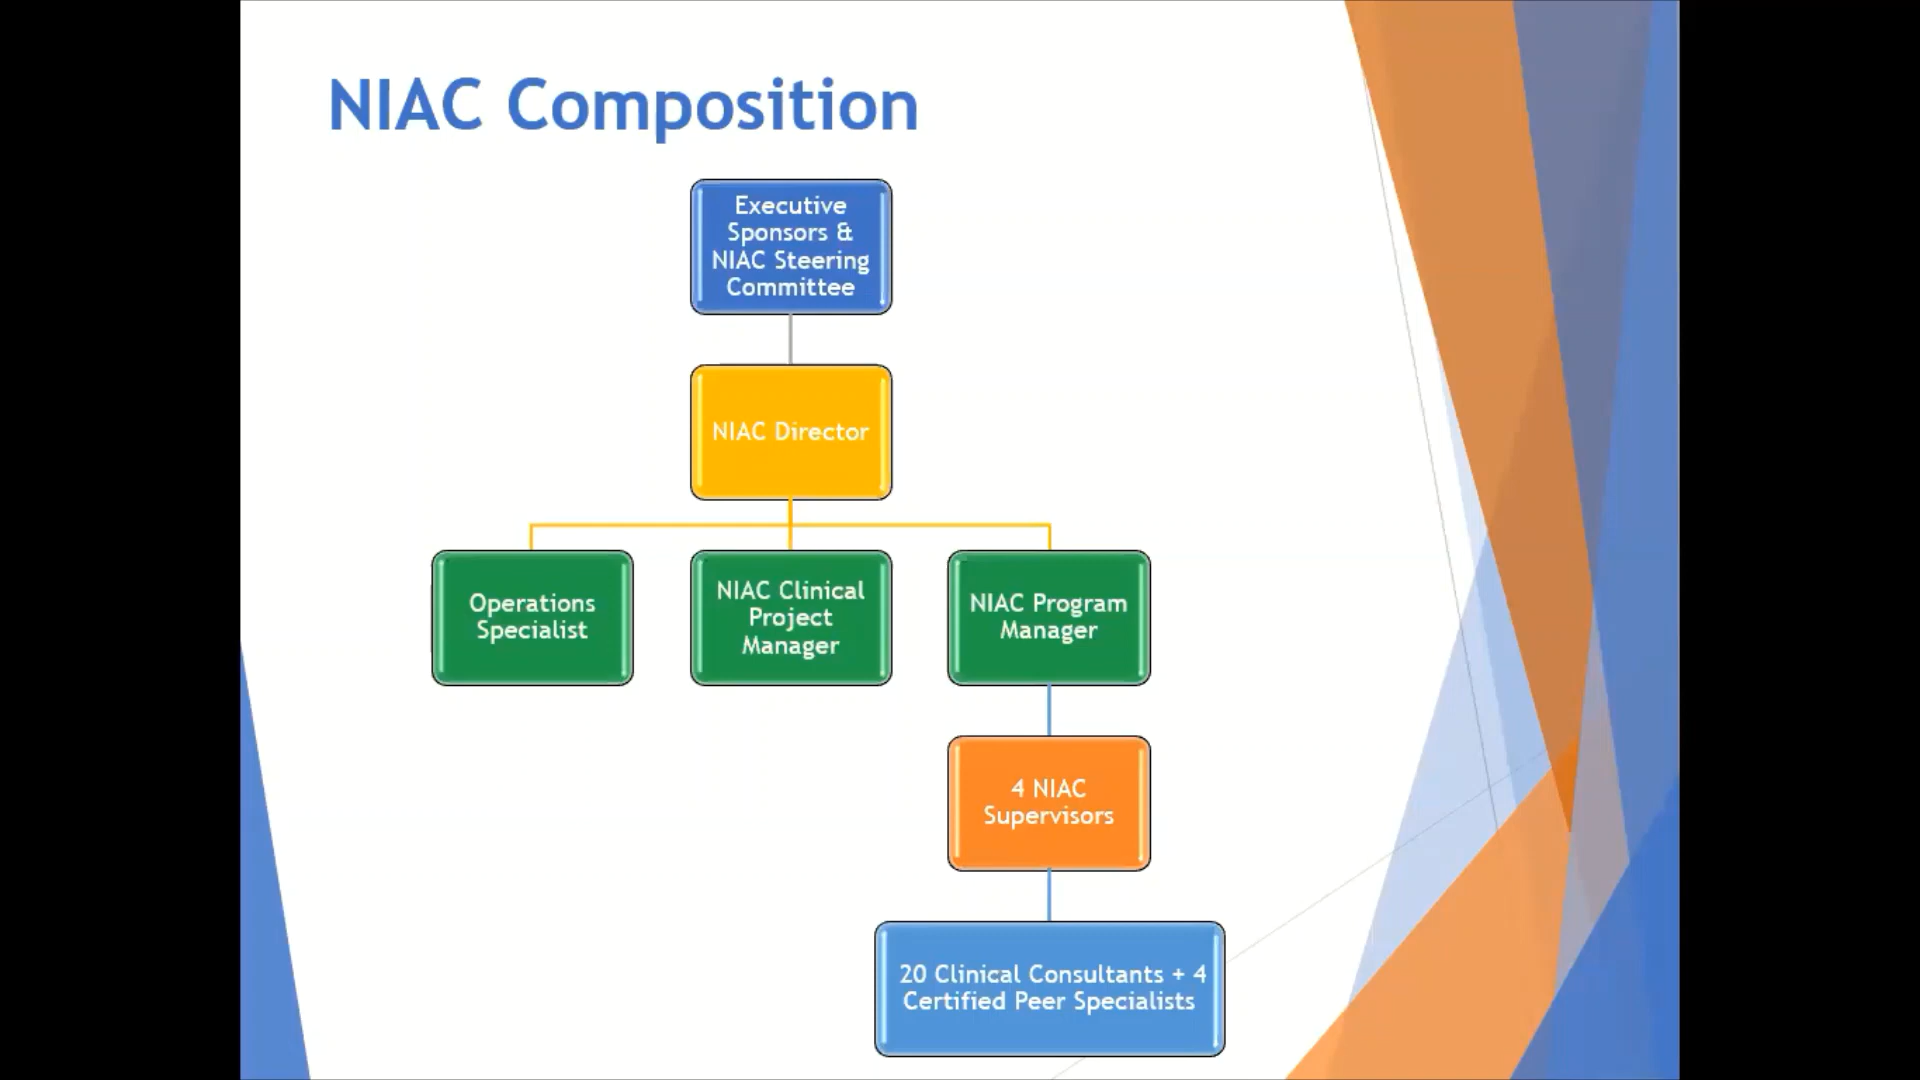 NIAC Composition
Executive
Sponsors &
NIAC Steering
Committee
NIAC Director
Operations
Specialist
NIAC Clinical
Project
Manager
NIAC Program
Manager
4 NIAC
Supervisors
20 Clinical Consultants + 4
Certified Peer Specialists